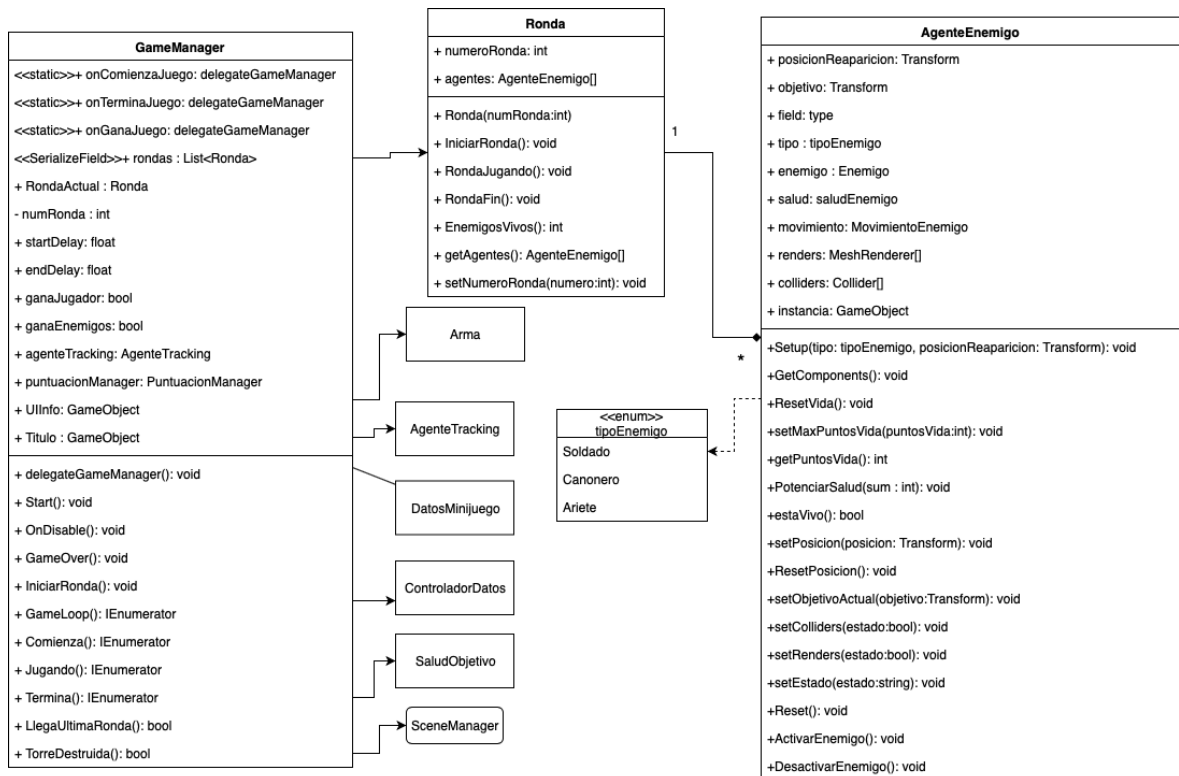 GameManager
<<static>>+ onComienzaJuego: delegateGameManager
<<static>>+ onTerminaJuego: delegateGameManager
<<static>>+ onGanaJuego: delegateGameManager
<<SerializeField>>+ rondas : List<Ronda>
+ RondaActual : Ronda
- numRonda : int
+ startDelay: float
+ endDelay: float
+ ganaJugador: bool
+ ganaEnemigos: bool
+ agenteTracking: AgenteTracking
+ puntuacionManager: PuntuacionManager
+ UIInfo: GameObject
+ Titulo : GameObject
+ delegateGameManager(): void
+ Start(): void
+ OnDisable(): void
+ GameOver(): void
+ IniciarRonda(): void
+ GameLoop(): IEnumerator
+ Comienza(): IEnumerator
+ Jugando(): IEnumerator
+ Termina(): IEnumerator
+ LlegaUltimaRonda(): bool
+ TorreDestruida(): bool
Ronda
+ numeroRonda: int
+ agentes: AgenteEnemigo[]
+ Ronda(numRonda:int)
+ IniciarRonda(): void
+ RondaJugando(): void
+ RondaFin(): void
+ EnemigosVivos(): int
+ getAgentes(): AgenteEnemigo[]
+ setNumeroRonda(numero:int): void
1
*
Arma
AgenteTracking
DatosMinijuego
ControladorDatos
SaludObjetivo
SceneManager
<<enum>>
tipoEnemigo
Soldado
Canonero
Ariete
AgenteEnemigo
+ posicionReaparicion: Transform
+ objetivo: Transform
+ field: type
+ tipo : tipoEnemigo
+ enemigo : Enemigo
+ salud: saludEnemigo
+ movimiento: MovimientoEnemigo
+ renders: MeshRenderer[]
+ colliders: Collider[]
+ instancia: GameObject
+Setup(tipo: tipoEnemigo, posicionReaparicion: Transform): void
+GetComponents(): void
+ResetVida(): void
+setMaxPuntosVida(puntosVida:int): void
+getPuntosVida(): int
+PotenciarSalud(sum : int): void
+estaVivo(): bool
+setPosicion(posicion: Transform): void
+ResetPosicion(): void
+setObjetivoActual(objetivo:Transform): void
+setColliders(estado:bool): void
+setRenders(estado:bool): void
+setEstado(estado:string): void
+Reset(): void
+ActivarEnemigo(): void
+DesactivarEnemigo(): void